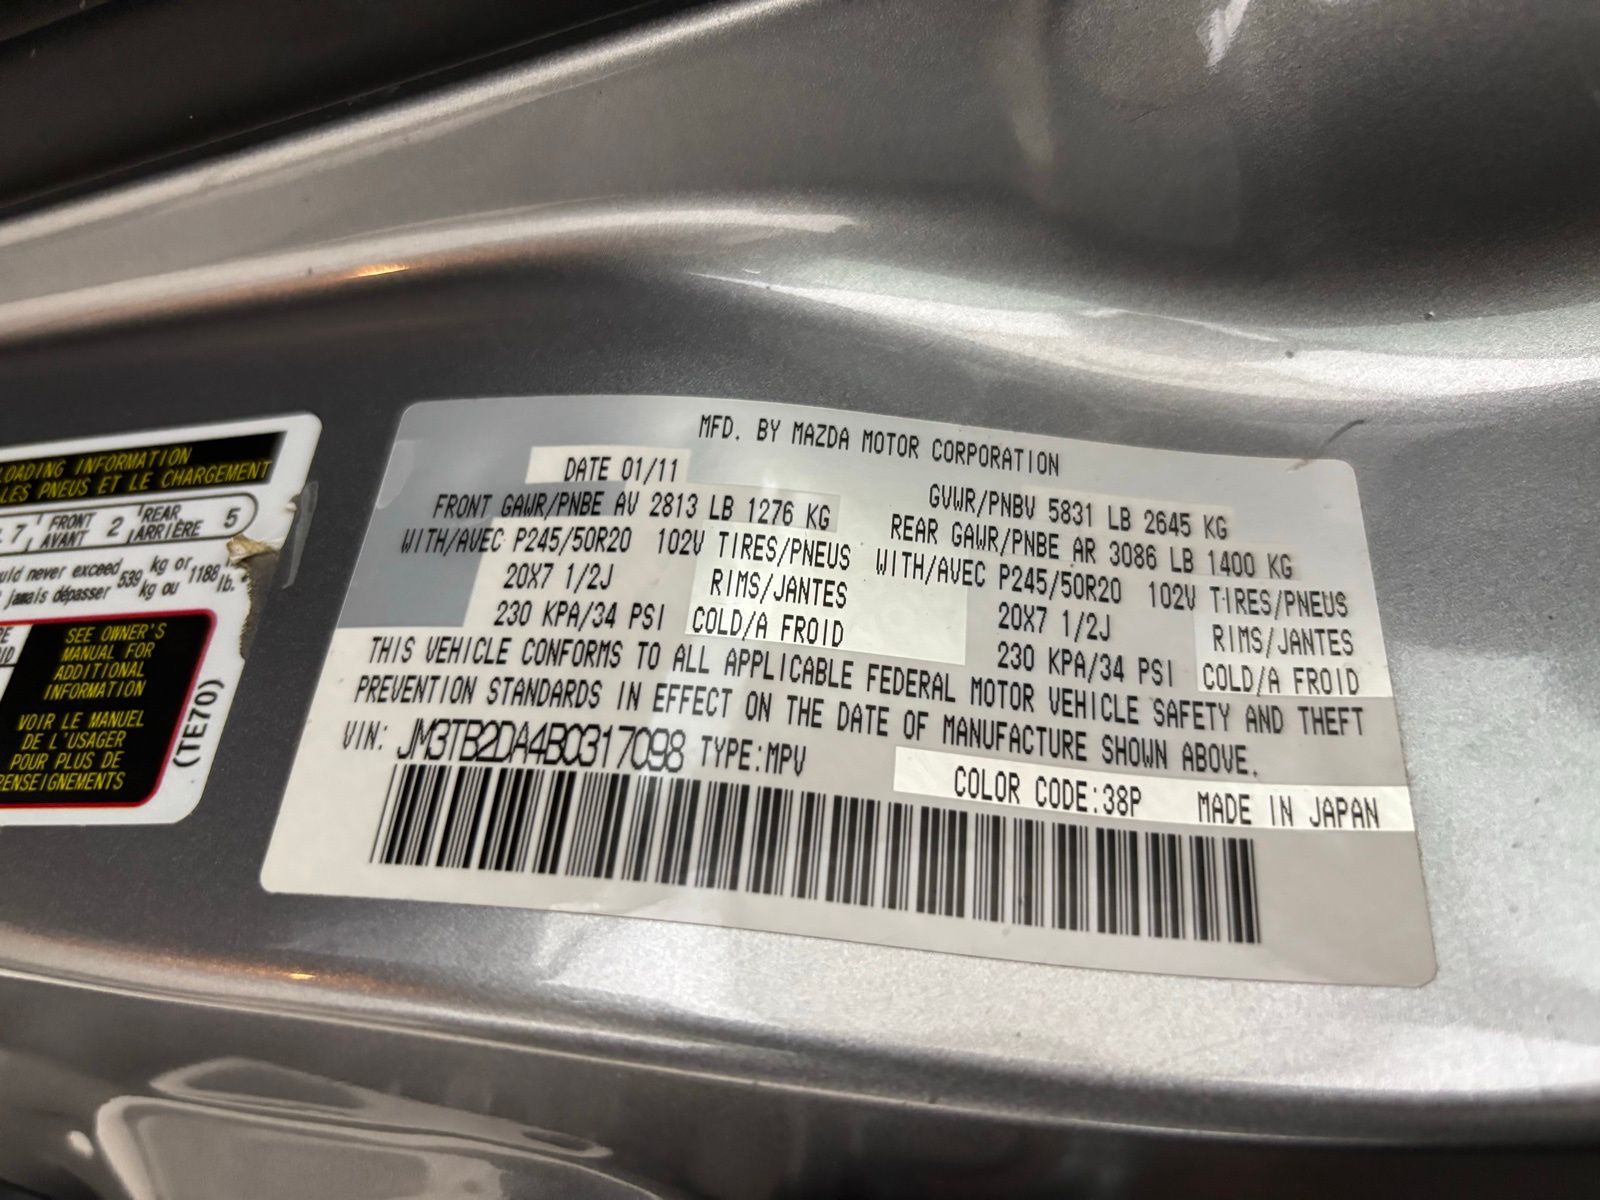 LOADING INFORMATION
LES PNEUS ET LE CHARGEMENT
7, FRONT AVANT 2 ,REAR ARRIÈRE 5
never exceed 539 kg or 1188
jamais dépasser kg ou lb.
SEE OWNER'S
MANUAL FOR
ADDITIONAL
INFORMATION
VOIR LE MANUEL
DE L'USAGER
POUR PLUS DE
RENSEIGNEMENTS
(TE70)
MFD. BY MAZDA MOTOR CORPORATION
DATE 01/11 GVWR/PNBV 5831 LB 2645 KG
FRONT GAWR/PNBE AV 2813 LB 1276 KG REAR GAWR/PNBE AR 3086 LB 1400 KG
WITH/AVEC P245/50R20 102V TIRES/PNEUS WITH/AVEC P245/50R20 102V TIRES/PNEUS
20X7 1/2J RIMS/JANTES 20X7 1/2J RIMS/JANTES
230 KPA/34 PSI COLD/A FROID 230 KPA/34 PSI COLD/A FROID
THIS VEHICLE CONFORMS TO ALL APPLICABLE FEDERAL MOTOR VEHICLE SAFETY AND THEFT
PREVENTION STANDARDS IN EFFECT ON THE DATE OF MANUFACTURE SHOWN ABOVE.
VIN: JM3TB2DA4B0317098 TYPE:MPV
COLOR CODE:38P MADE IN JAPAN